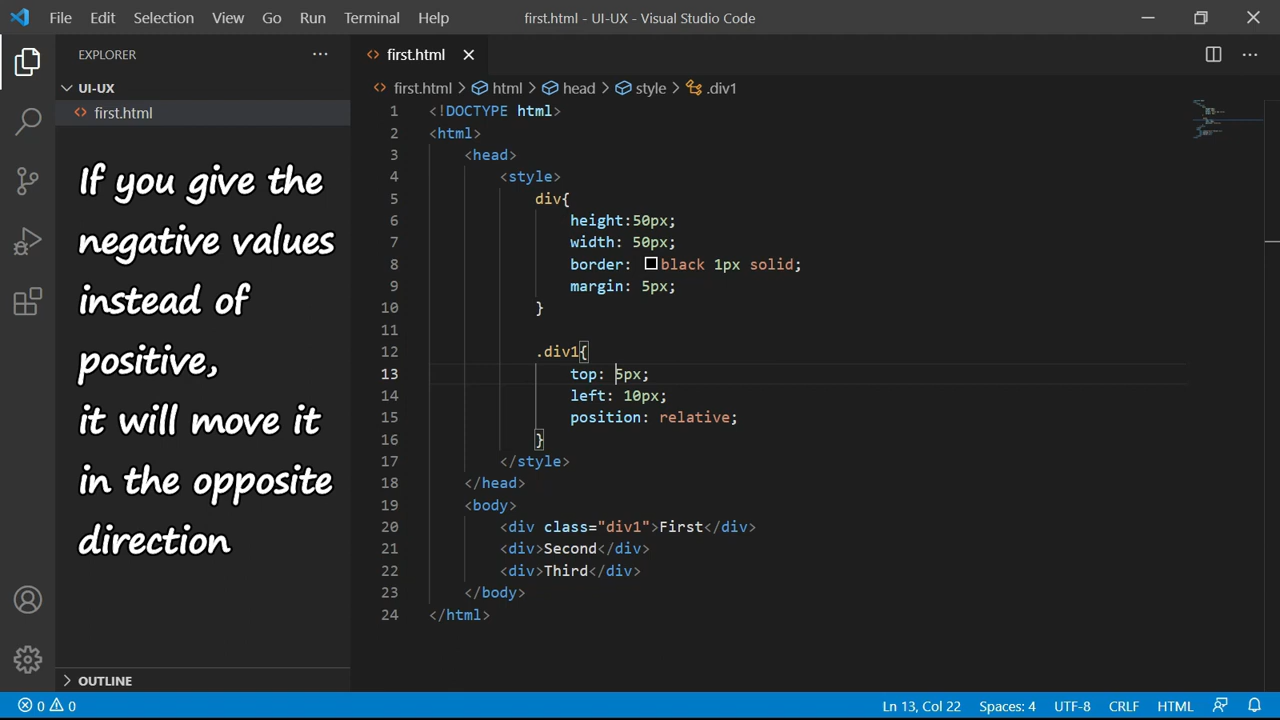 File Edit Selection View Go Run Terminal Help first.html - UI-UX - Visual Studio Code
EXPLORER
UI-UX
first.html
If you give the
negative values
instead of
positive,
it will move it
in the opposite
direction
OUTLINE
first.html
first.html > html > head > style > .div1
1 <!DOCTYPE html>
2 <html>
3 <head>
4 <style>
5 div{
6 height:50px;
7 width: 50px;
8 border: black 1px solid;
9 margin: 5px;
10 }
11
12 .div1{
13 top: 5px;
14 left: 10px;
15 position: relative;
16 }
17 </style>
18 </head>
19 <body>
20 <div class="div1">First</div>
21 <div>Second</div>
22 <div>Third</div>
23 </body>
24 </html>
0 0 Ln 13, Col 22 Spaces: 4 UTF-8 CRLF HTML